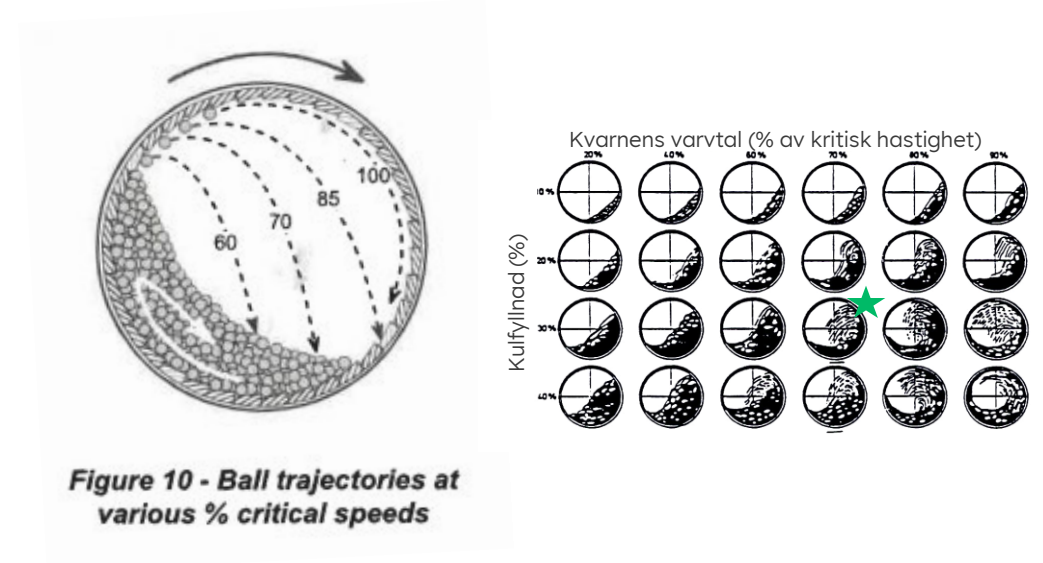 100
85
70
60
Figure 10 - Ball trajectories at
various % critical speeds
Kvarnens varvtal (% av kritisk hastighet)
20% 40% 60% 70% 80% 90%
Kulfyllnad (%)
10%
20%
30%
40%